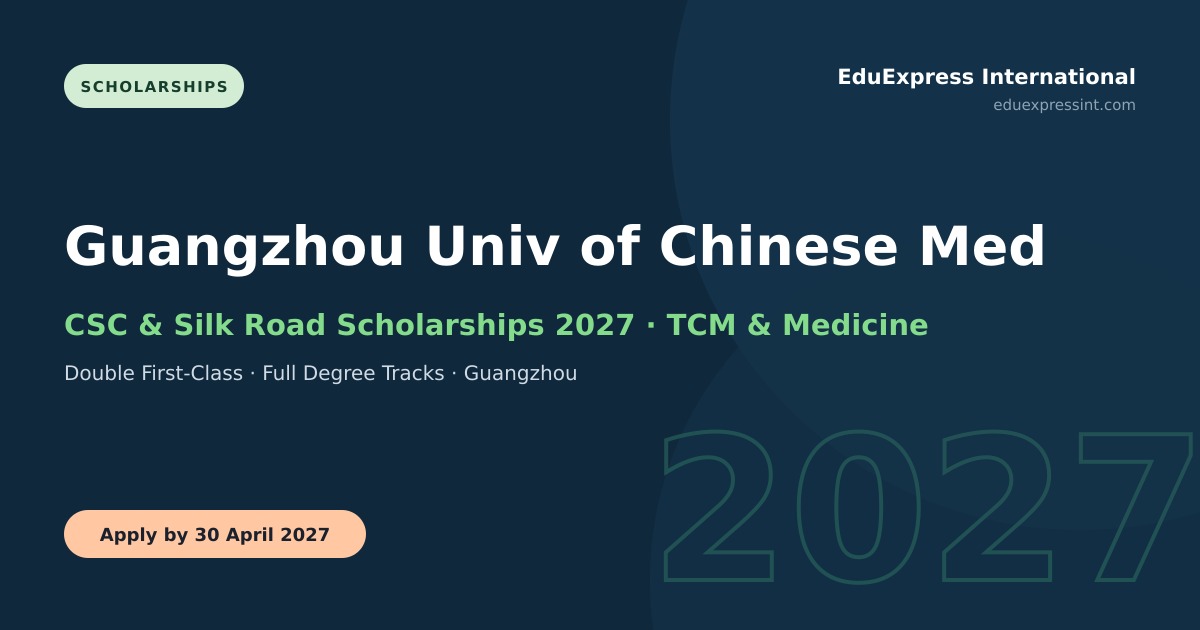 SCHOLARSHIPS
EduExpress International
eduexpressint.com
Guangzhou Univ of Chinese Med
CSC & Silk Road Scholarships 2027 · TCM & Medicine
Double First-Class · Full Degree Tracks · Guangzhou
2027
Apply by 30 April 2027